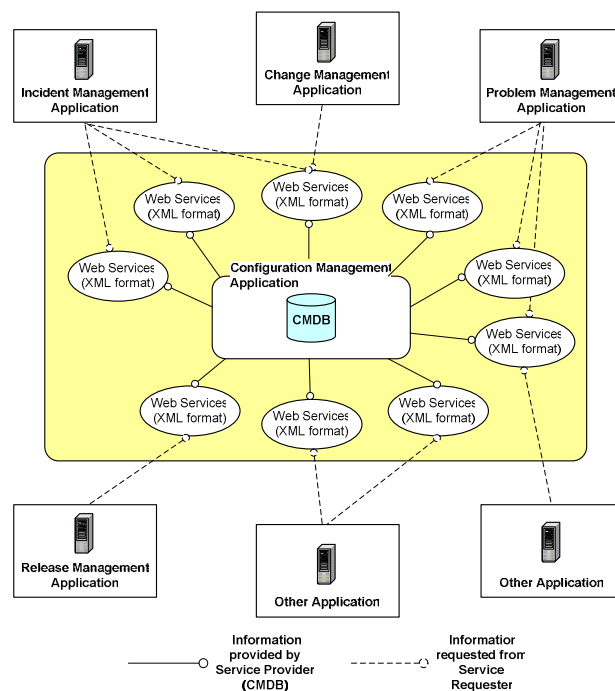 Incident Management
Application
Change Management
Application
Problem Management
Application
Web Services
(XML format)
Web Services
(XML format)
Web Services
(XML format)
Web Services
(XML format)
Configuration Management
Application
Web Services
(XML format)
CMDB
Web Services
(XML format)
Web Services
(XML format)
Web Services
(XML format)
Web Services
(XML format)
Release Management
Application
Other Application
Other Application
Information
provided by
Service Provider
(CMDB)
Information
requested from
Service
Requester